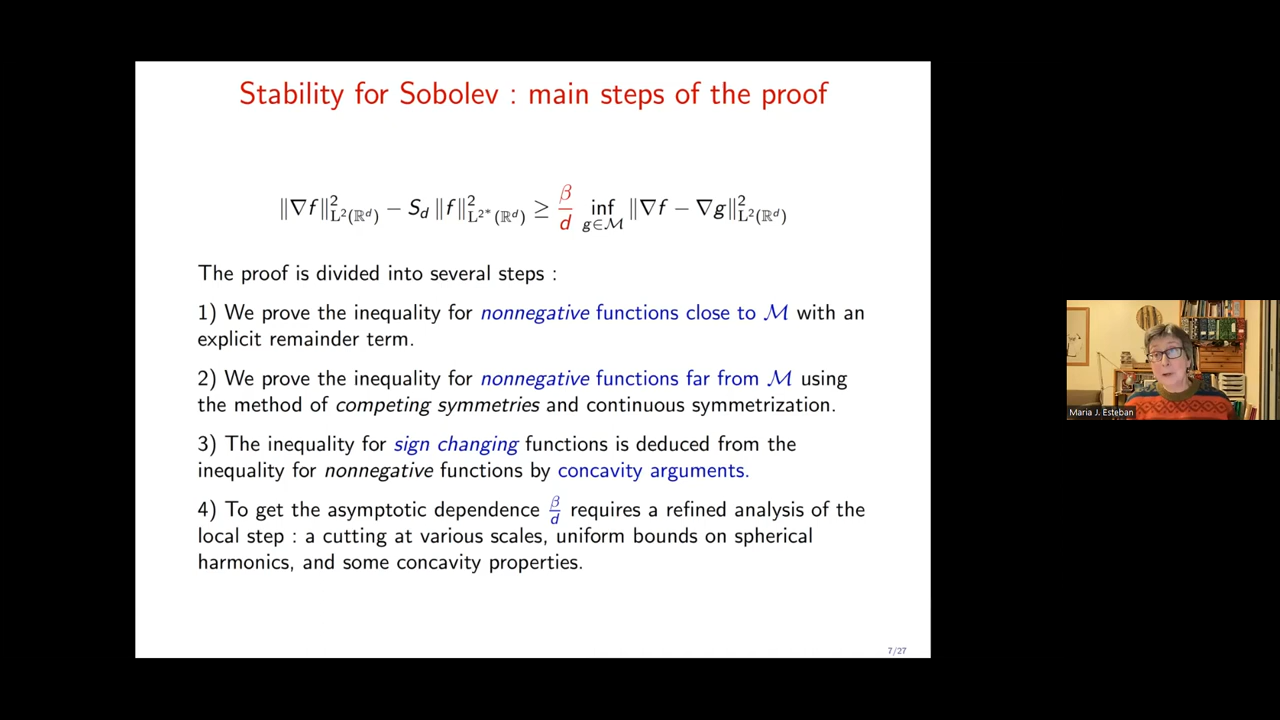 Stability for Sobolev : main steps of the proof
‖∇f‖²_{L²(ℝ^d)} − S_d ‖f‖²_{L^{2*}(ℝ^d)} ≥ β/d inf_{g∈ℳ} ‖∇f − ∇g‖²_{L²(ℝ^d)}
The proof is divided into several steps :
1) We prove the inequality for nonnegative functions close to ℳ with an
explicit remainder term.
2) We prove the inequality for nonnegative functions far from ℳ using
the method of competing symmetries and continuous symmetrization.
3) The inequality for sign changing functions is deduced from the
inequality for nonnegative functions by concavity arguments.
4) To get the asymptotic dependence β/d requires a refined analysis of the
local step : a cutting at various scales, uniform bounds on spherical
harmonics, and some concavity properties.
7/27
Maria J. Esteban